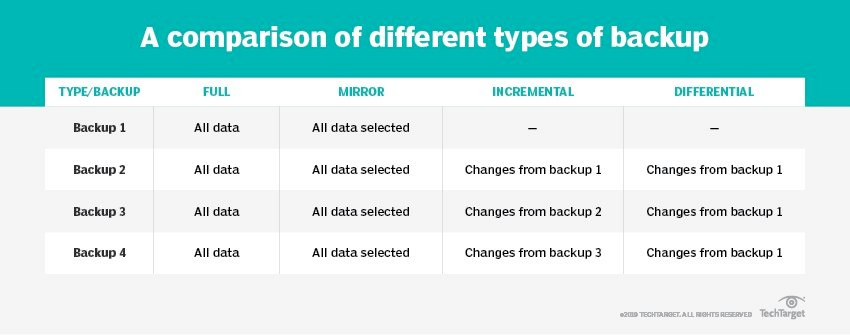 A comparison of different types of backup
TYPE/BACKUP FULL MIRROR INCREMENTAL DIFFERENTIAL
Backup 1 All data All data selected – –
Backup 2 All data All data selected Changes from backup 1 Changes from backup 1
Backup 3 All data All data selected Changes from backup 2 Changes from backup 1
Backup 4 All data All data selected Changes from backup 3 Changes from backup 1
©2019 TECHTARGET. ALL RIGHTS RESERVED TechTarget